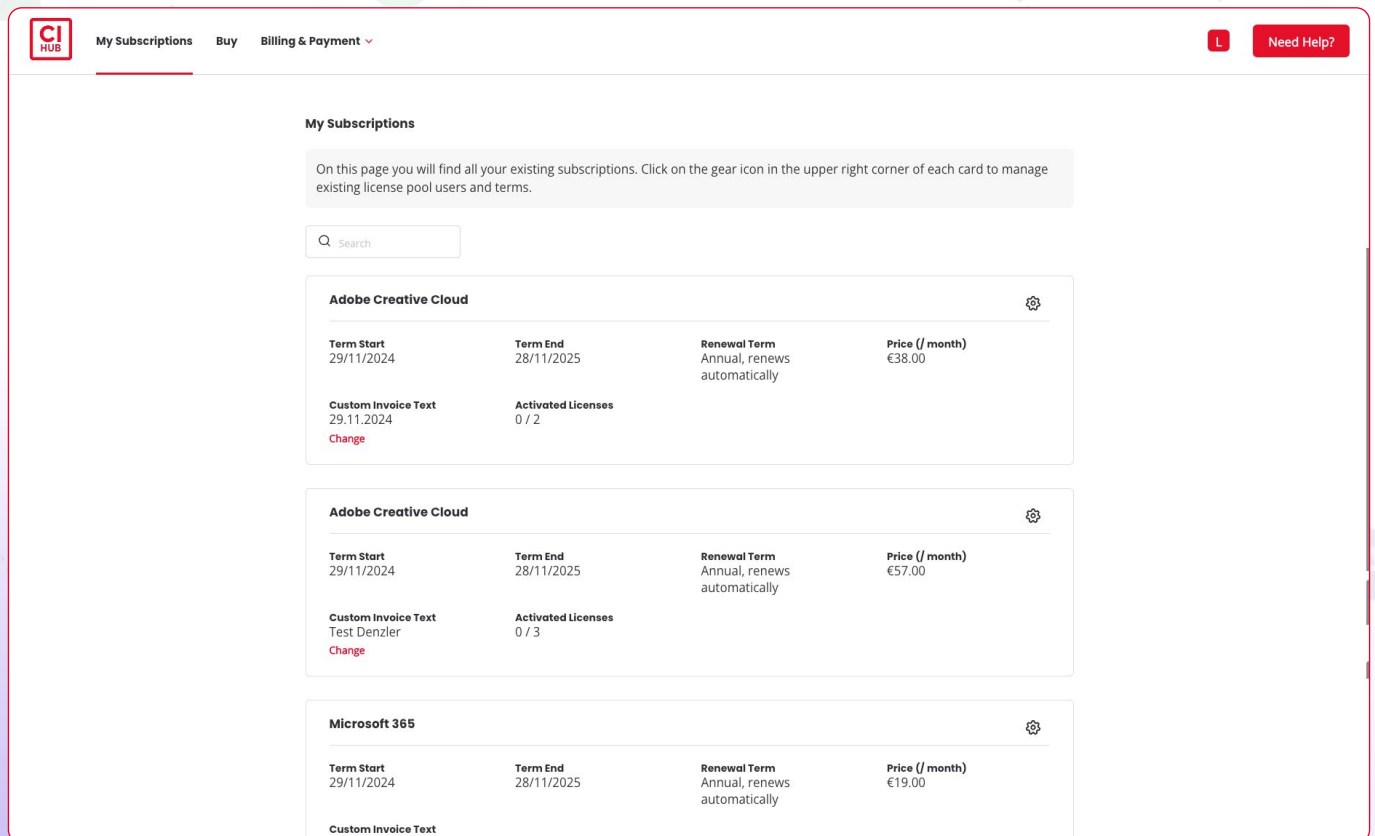 CI
HUB
My Subscriptions Buy Billing & Payment L Need Help?
My Subscriptions
On this page you will find all your existing subscriptions. Click on the gear icon in the upper right corner of each card to manage
existing license pool users and terms.
Search
Adobe Creative Cloud
Term Start Term End Renewal Term Price (/ month)
29/11/2024 28/11/2025 Annual, renews €38.00
automatically
Custom Invoice Text Activated Licenses
29.11.2024 0 / 2
Change
Adobe Creative Cloud
Term Start Term End Renewal Term Price (/ month)
29/11/2024 28/11/2025 Annual, renews €57.00
automatically
Custom Invoice Text Activated Licenses
Test Denzler 0 / 3
Change
Microsoft 365
Term Start Term End Renewal Term Price (/ month)
29/11/2024 28/11/2025 Annual, renews €19.00
automatically
Custom Invoice Text